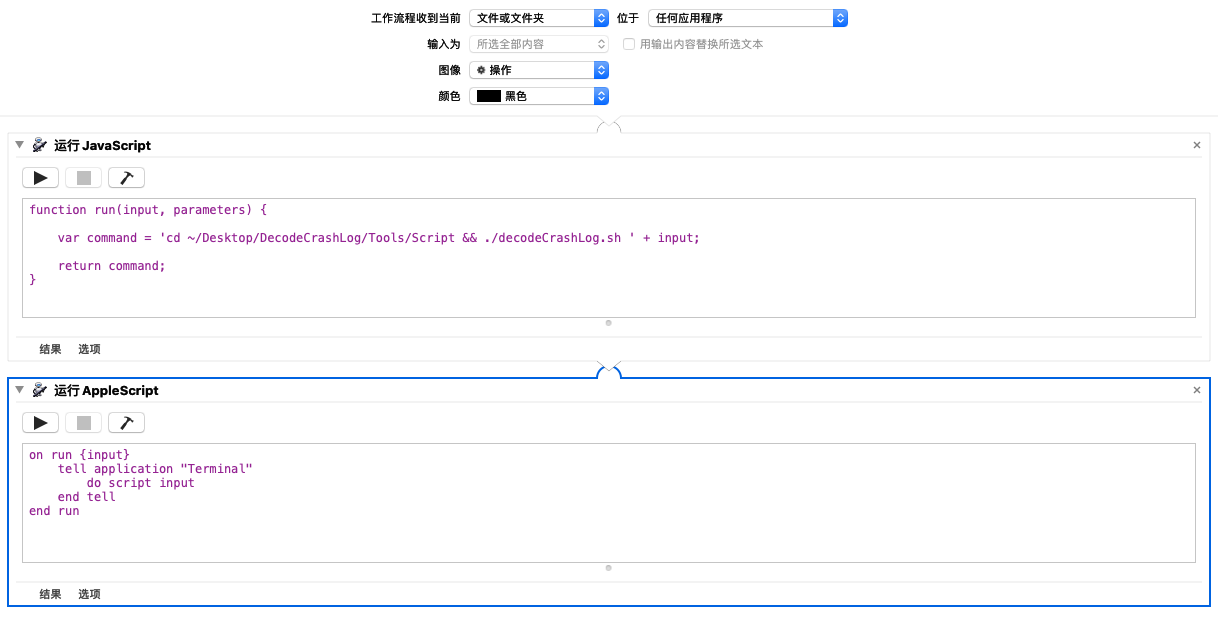 工作流程收到当前 文件或文件夹 位于 任何应用程序
输入为 所选全部内容 用输出内容替换所选文本
图像 操作
颜色 黑色
运行 JavaScript
function run(input, parameters) {
var command = 'cd ~/Desktop/DecodeCrashLog/Tools/Script && ./decodeCrashLog.sh ' + input;
return command;
}
结果 选项
运行 AppleScript
on run {input}
tell application "Terminal"
do script input
end tell
end run
结果 选项